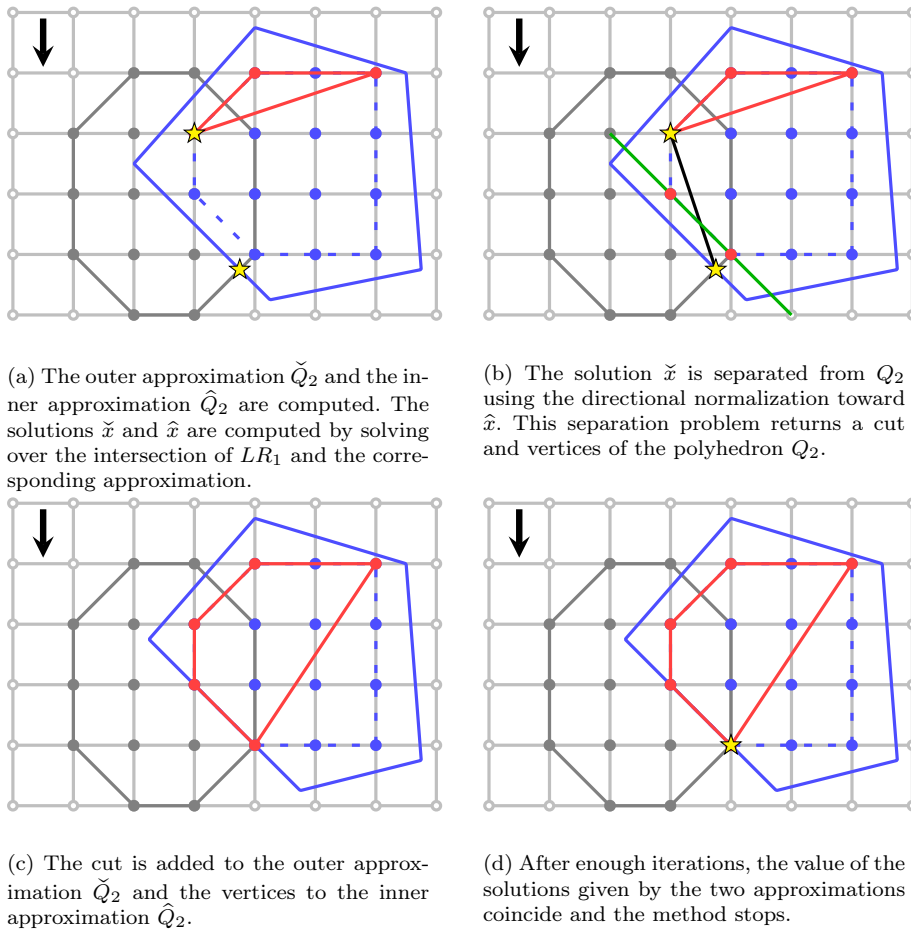 (a) The outer approximation Q̌₂ and the in-
ner approximation Q̂₂ are computed. The
solutions x̌ and x̂ are computed by solving
over the intersection of LR₁ and the corre-
sponding approximation.
(b) The solution x̌ is separated from Q₂
using the directional normalization toward
x̂. This separation problem returns a cut
and vertices of the polyhedron Q₂.
(c) The cut is added to the outer approx-
imation Q̌₂ and the vertices to the inner
approximation Q̂₂.
(d) After enough iterations, the value of the
solutions given by the two approximations
coincide and the method stops.